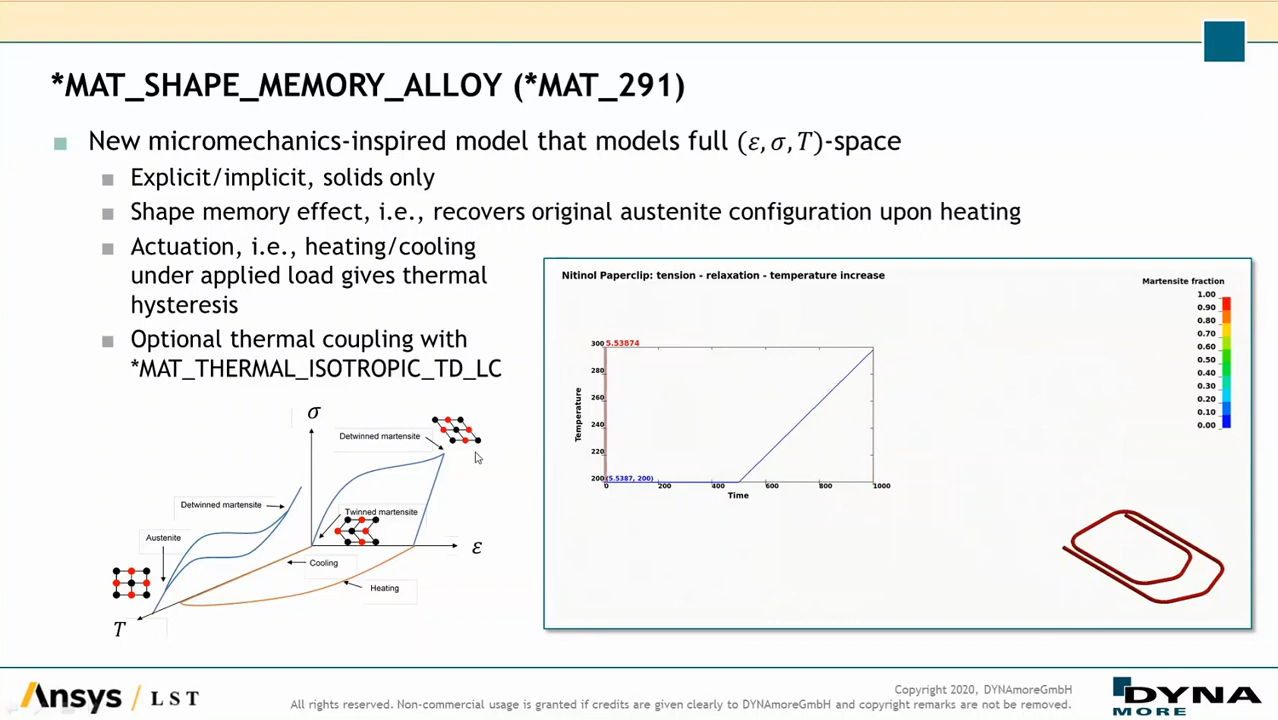 *MAT_SHAPE_MEMORY_ALLOY (*MAT_291)
New micromechanics-inspired model that models full (ε, σ, T)-space
Explicit/implicit, solids only
Shape memory effect, i.e., recovers original austenite configuration upon heating
Actuation, i.e., heating/cooling
under applied load gives thermal
hysteresis
Optional thermal coupling with
*MAT_THERMAL_ISOTROPIC_TD_LC
σ
Detwinned martensite
Detwinned martensite
Twinned martensite
Austenite
ε
Cooling
Heating
T
Nitinol Paperclip: tension - relaxation - temperature increase
Martensite fraction
1.00
0.90
0.80
0.70
0.60
0.50
0.40
0.30
0.20
0.10
0.00
5.53874
300
280
260
240
220
200
(5.5387, 200)
Temperature
0 200 400 600 800 1000
Time
Ansys / LST
Copyright 2020, DYNAmoreGmbH
All rights reserved. Non-commercial usage is granted if credits are given clearly to DYNAmoreGmbH and copyright remarks are not be removed.
DYNA
MORE